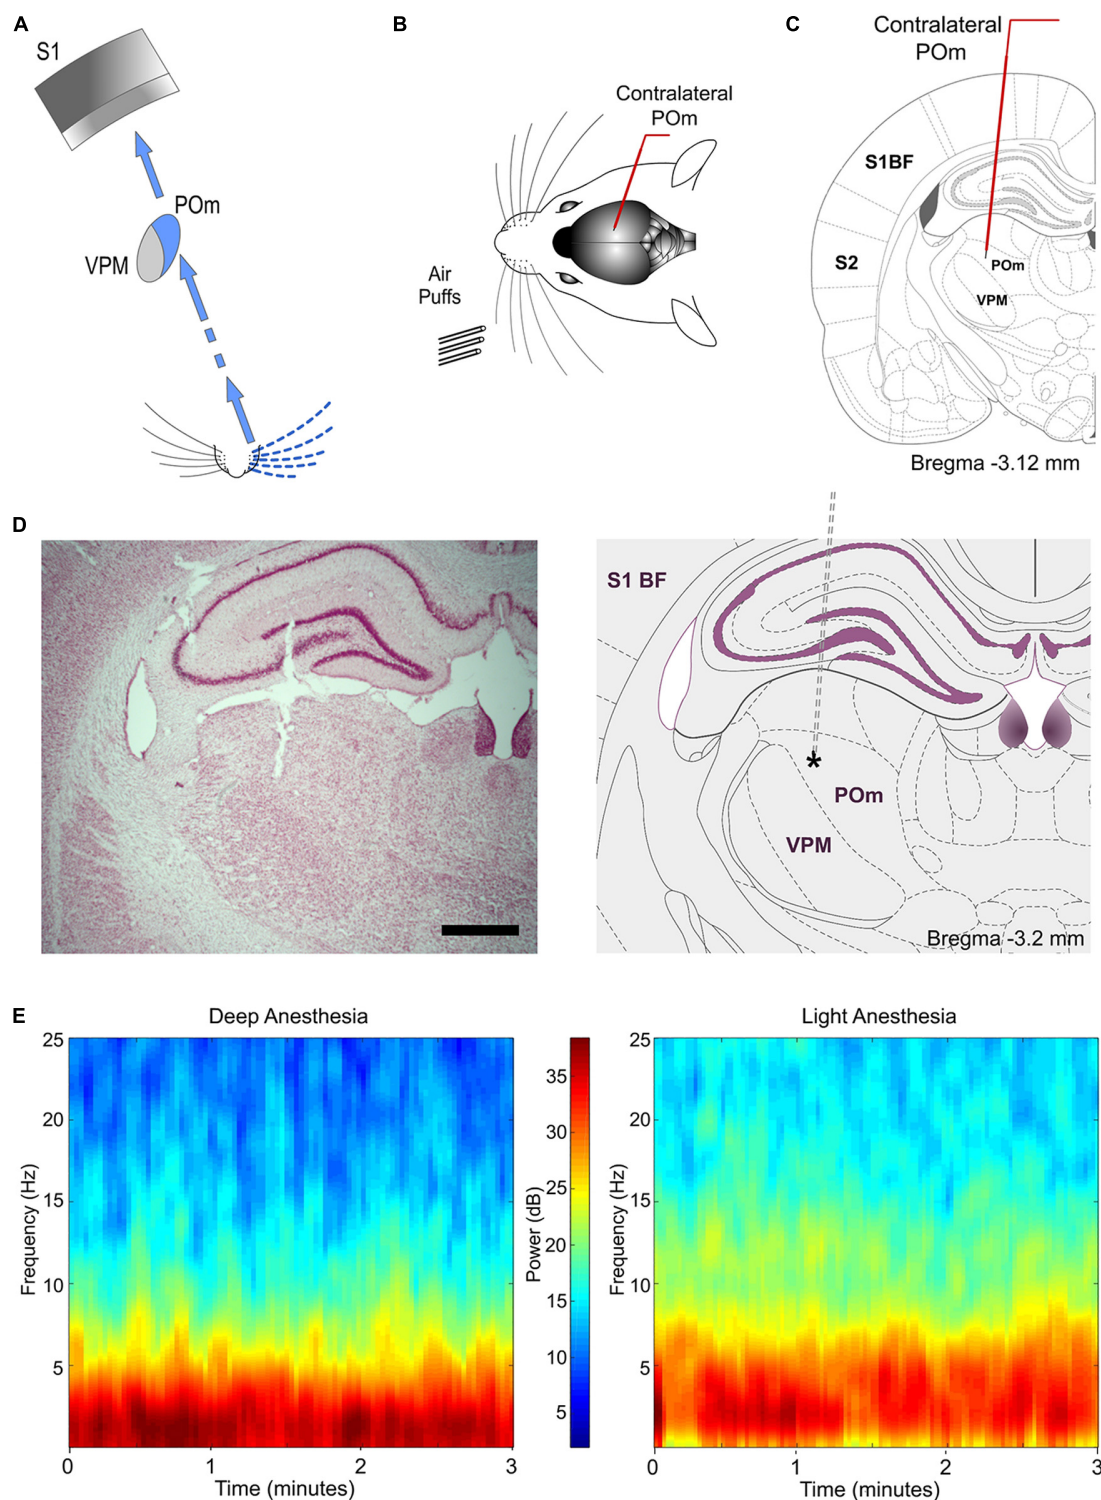 A
S1
POm
VPM
B
Contralateral
POm
Air
Puffs
C
Contralateral
POm
S1BF
S2
POm
VPM
Bregma -3.12 mm
D
S1 BF
POm
*
VPM
Bregma -3.2 mm
E
Deep Anesthesia
25
20
15
10
5
Frequency (Hz)
0
1
2
3
Time (minutes)
35
30
25
20
15
10
5
Power (dB)
Light Anesthesia
25
20
15
10
5
Frequency (Hz)
0
1
2
3
Time (minutes)